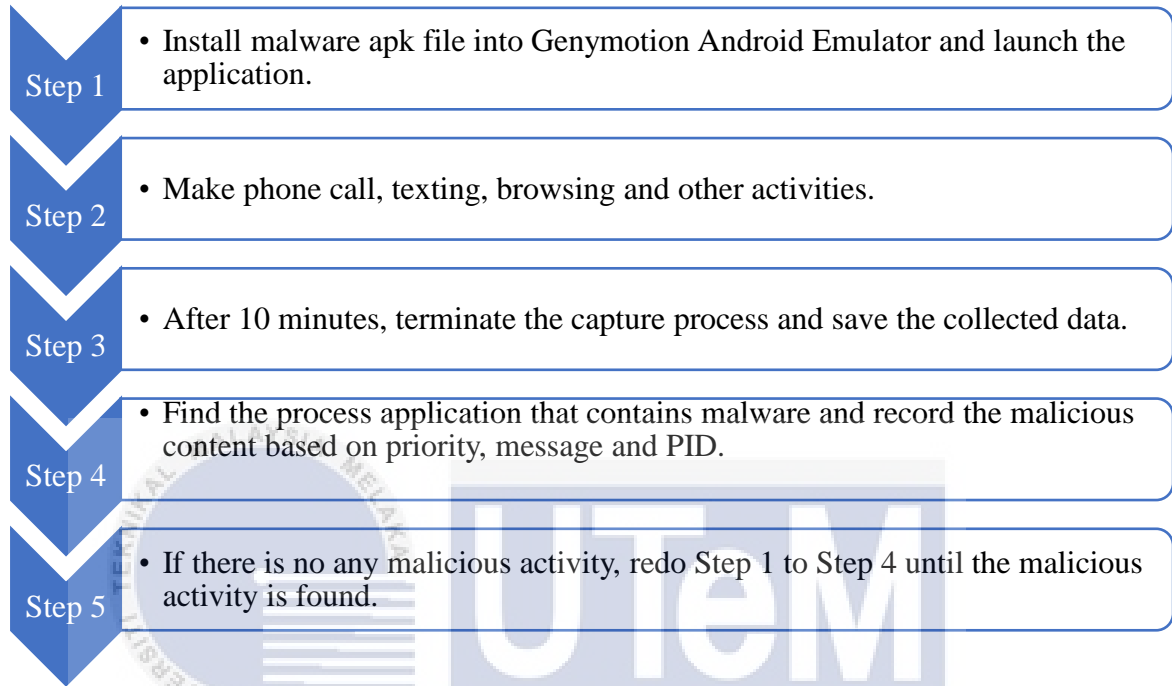 Step 1
• Install malware apk file into Genymotion Android Emulator and launch the
application.
Step 2
• Make phone call, texting, browsing and other activities.
Step 3
• After 10 minutes, terminate the capture process and save the collected data.
Step 4
• Find the process application that contains malware and record the malicious
content based on priority, message and PID.
Step 5
• If there is no any malicious activity, redo Step 1 to Step 4 until the malicious
activity is found.
UTeM
TEKNIKAL MALAYSIA MELAKA